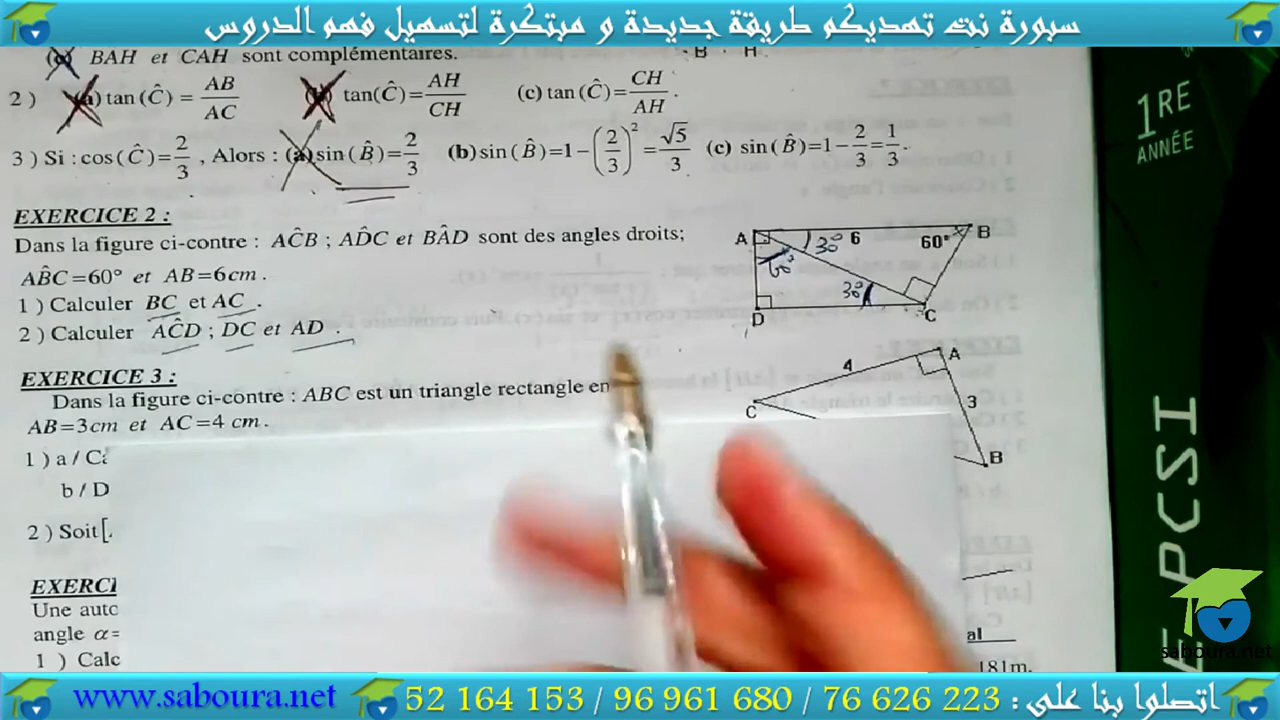 سبورة نت تهديكم طريقة جديدة و مبتكرة لتسهيل فهم الدروس
(c) BAH et CAH sont complémentaires.
B H
2 ) (a) tan (Ĉ) = AB/AC (b) tan(Ĉ)=AH/CH (c) tan(Ĉ)=CH/AH .
3 ) Si : cos(Ĉ)=2/3 , Alors : (a) sin(B̂)=2/3 (b) sin(B̂)=1−(2/3)²=√5/3 (c) sin(B̂)=1−2/3=1/3.
EXERCICE 2 :
Dans la figure ci-contre : AĈB ; AD̂C et BÂD sont des angles droits;
AB̂C=60° et AB=6cm .
1 ) Calculer BC et AC .
2 ) Calculer AĈD ; DC et AD .
A 30° 6 60° B
60°
30°
D C
EXERCICE 3 :
Dans la figure ci-contre : ABC est un triangle rectangle en
AB=3cm et AC=4 cm .
4 A
C 3
B
1 ) a / Ca
b / D
2 ) Soit [
EXERCI
Une auto
angle α=
1 ) Calc
al
181m.
1RE
ANNÉE
E PCSI
saboura.net
www.saboura.net 52 164 153 / 96 961 680 / 76 626 223 : اتصلوا بنا على